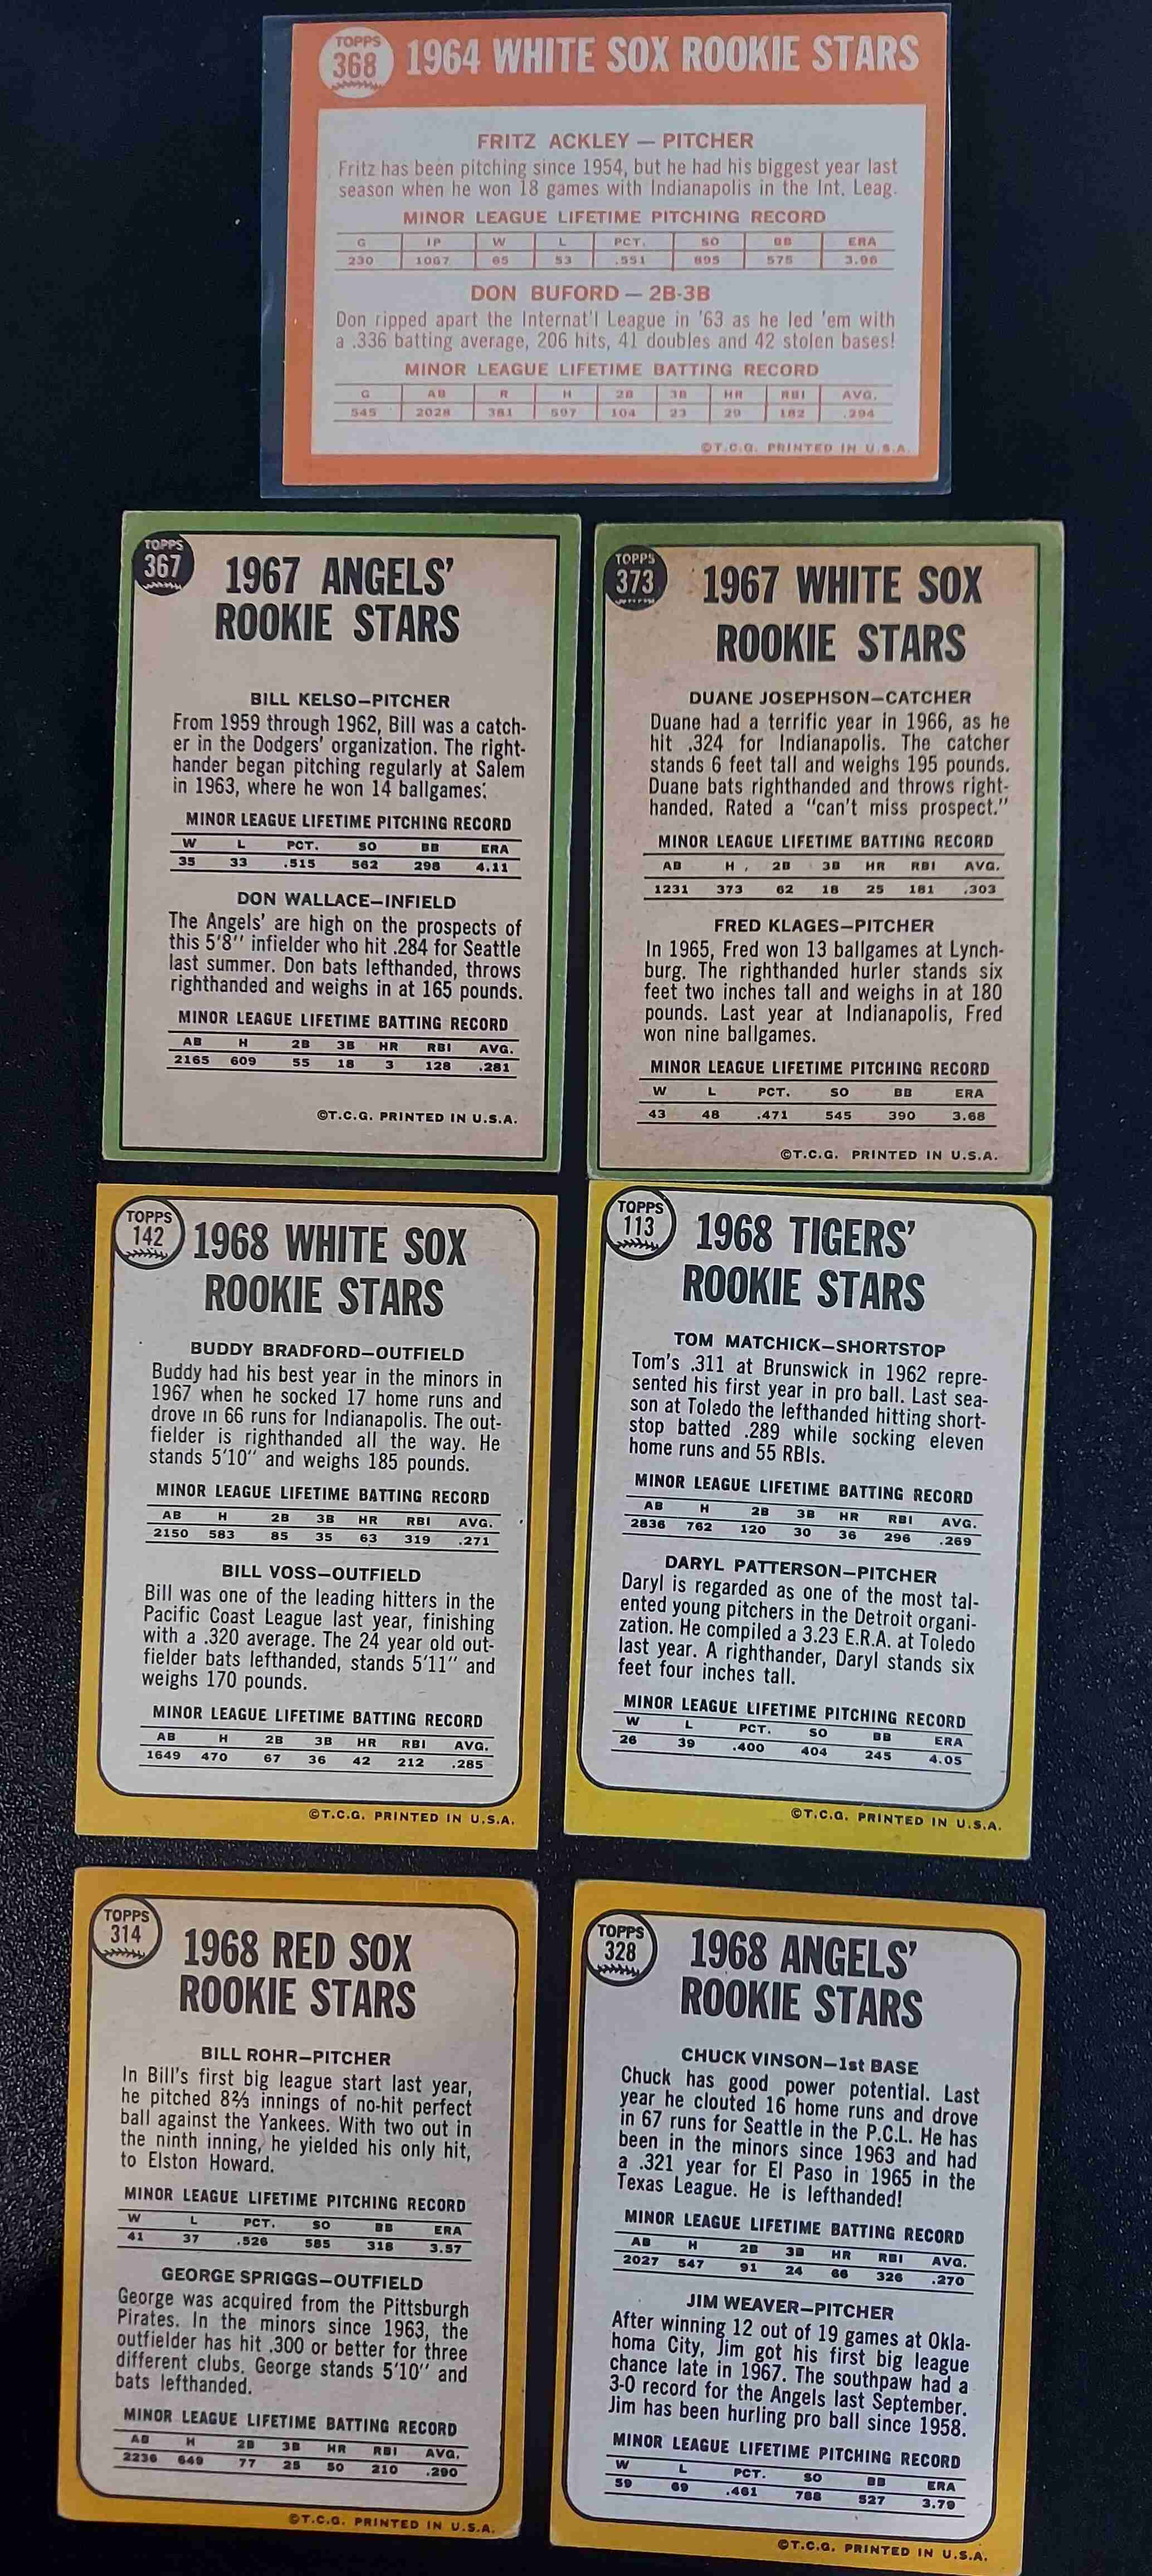 TOPPS
368
1964 WHITE SOX ROOKIE STARS
FRITZ ACKLEY — PITCHER
Fritz has been pitching since 1954, but he had his biggest year last
season when he won 18 games with Indianapolis in the Int. Leag.
MINOR LEAGUE LIFETIME PITCHING RECORD
G IP W L PCT. SO BB ERA
230 1067 65 53 .551 895 575 3.96
DON BUFORD — 2B-3B
Don ripped apart the Internat'l League in '63 as he led 'em with
a .336 batting average, 206 hits, 41 doubles and 42 stolen bases!
MINOR LEAGUE LIFETIME BATTING RECORD
G AB R H 2B 3B HR RBI AVG.
545 2028 381 597 104 23 29 182 .294
©T.C.G. PRINTED IN U.S.A.
TOPPS
367
1967 ANGELS'
ROOKIE STARS
BILL KELSO—PITCHER
From 1959 through 1962, Bill was a catch-
er in the Dodgers' organization. The right-
hander began pitching regularly at Salem
in 1963, where he won 14 ballgames.
MINOR LEAGUE LIFETIME PITCHING RECORD
W L PCT. SO BB ERA
35 33 .515 562 298 4.11
DON WALLACE—INFIELD
The Angels' are high on the prospects of
this 5'8" infielder who hit .284 for Seattle
last summer. Don bats lefthanded, throws
righthanded and weighs in at 165 pounds.
MINOR LEAGUE LIFETIME BATTING RECORD
AB H 2B 3B HR RBI AVG.
2165 609 55 18 3 128 .281
©T.C.G. PRINTED IN U.S.A.
TOPPS
373
1967 WHITE SOX
ROOKIE STARS
DUANE JOSEPHSON—CATCHER
Duane had a terrific year in 1966, as he
hit .324 for Indianapolis. The catcher
stands 6 feet tall and weighs 195 pounds.
Duane bats righthanded and throws right-
handed. Rated a "can't miss prospect."
MINOR LEAGUE LIFETIME BATTING RECORD
AB H 2B 3B HR RBI AVG.
1231 373 62 18 25 181 .303
FRED KLAGES—PITCHER
In 1965, Fred won 13 ballgames at Lynch-
burg. The righthanded hurler stands six
feet two inches tall and weighs in at 180
pounds. Last year at Indianapolis, Fred
won nine ballgames.
MINOR LEAGUE LIFETIME PITCHING RECORD
W L PCT. SO BB ERA
43 48 .471 545 390 3.68
©T.C.G. PRINTED IN U.S.A.
TOPPS
142
1968 WHITE SOX
ROOKIE STARS
BUDDY BRADFORD—OUTFIELD
Buddy had his best year in the minors in
1967 when he socked 17 home runs and
drove in 66 runs for Indianapolis. The out-
fielder is righthanded all the way. He
stands 5'10" and weighs 185 pounds.
MINOR LEAGUE LIFETIME BATTING RECORD
AB H 2B 3B HR RBI AVG.
2150 583 85 35 63 319 .271
BILL VOSS—OUTFIELD
Bill was one of the leading hitters in the
Pacific Coast League last year, finishing
with a .320 average. The 24 year old out-
fielder bats lefthanded, stands 5'11" and
weighs 170 pounds.
MINOR LEAGUE LIFETIME BATTING RECORD
AB H 2B 3B HR RBI AVG.
1649 470 67 36 42 212 .285
©T.C.G. PRINTED IN U.S.A.
TOPPS
113
1968 TIGERS'
ROOKIE STARS
TOM MATCHICK—SHORTSTOP
Tom's .311 at Brunswick in 1962 repre-
sented his first year in pro ball. Last sea-
son at Toledo the lefthanded hitting short-
stop batted .289 while socking eleven
home runs and 55 RBIs.
MINOR LEAGUE LIFETIME BATTING RECORD
AB H 2B 3B HR RBI AVG.
2836 762 120 30 36 296 .269
DARYL PATTERSON—PITCHER
Daryl is regarded as one of the most tal-
ented young pitchers in the Detroit organi-
zation. He compiled a 3.23 E.R.A. at Toledo
last year. A righthander, Daryl stands six
feet four inches tall.
MINOR LEAGUE LIFETIME PITCHING RECORD
W L PCT. SO BB ERA
26 39 .400 404 245 4.05
©T.C.G. PRINTED IN U.S.A.
TOPPS
314
1968 RED SOX
ROOKIE STARS
BILL ROHR—PITCHER
In Bill's first big league start last year,
he pitched 8⅔ innings of no-hit perfect
ball against the Yankees. With two out in
the ninth inning, he yielded his only hit,
to Elston Howard.
MINOR LEAGUE LIFETIME PITCHING RECORD
W L PCT. SO BB ERA
41 37 .526 585 318 3.57
GEORGE SPRIGGS—OUTFIELD
George was acquired from the Pittsburgh
Pirates. In the minors since 1963, the
outfielder has hit .300 or better for three
different clubs. George stands 5'10" and
bats lefthanded.
MINOR LEAGUE LIFETIME BATTING RECORD
AB H 2B 3B HR RBI AVG.
2236 649 77 25 50 210 .290
©T.C.G. PRINTED IN U.S.A.
TOPPS
328
1968 ANGELS'
ROOKIE STARS
CHUCK VINSON—1st BASE
Chuck has good power potential. Last
year he clouted 16 home runs and drove
in 67 runs for Seattle in the P.C.L. He has
been in the minors since 1963 and had
a .321 year for El Paso in 1965 in the
Texas League. He is lefthanded!
MINOR LEAGUE LIFETIME BATTING RECORD
AB H 2B 3B HR RBI AVG.
2027 547 91 24 66 326 .270
JIM WEAVER—PITCHER
After winning 12 out of 19 games at Okla-
homa City, Jim got his first big league
chance late in 1967. The southpaw had a
3-0 record for the Angels last September.
Jim has been hurling pro ball since 1958.
MINOR LEAGUE LIFETIME PITCHING RECORD
W L PCT. SO BB ERA
59 69 .461 788 527 3.79
©T.C.G. PRINTED IN U.S.A.